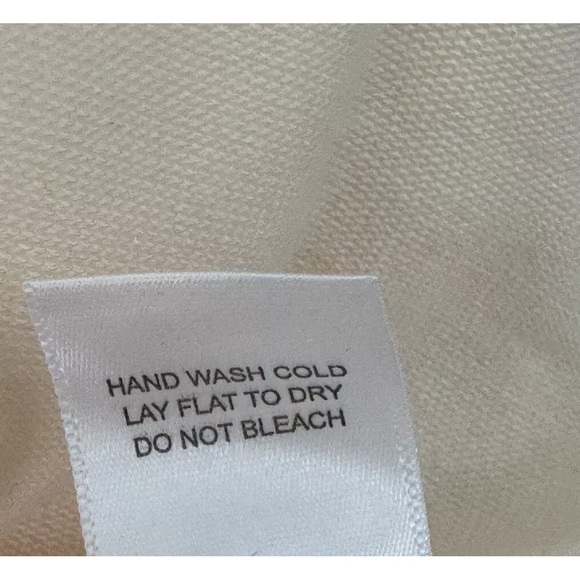 HAND WASH COLD
LAY FLAT TO DRY
DO NOT BLEACH